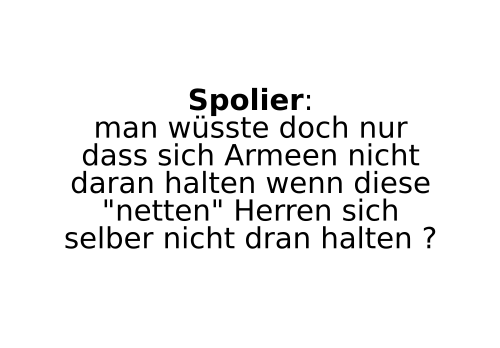 Spolier:
man wüsste doch nur
dass sich Armeen nicht
daran halten wenn diese
"netten" Herren sich
selber nicht dran halten ?